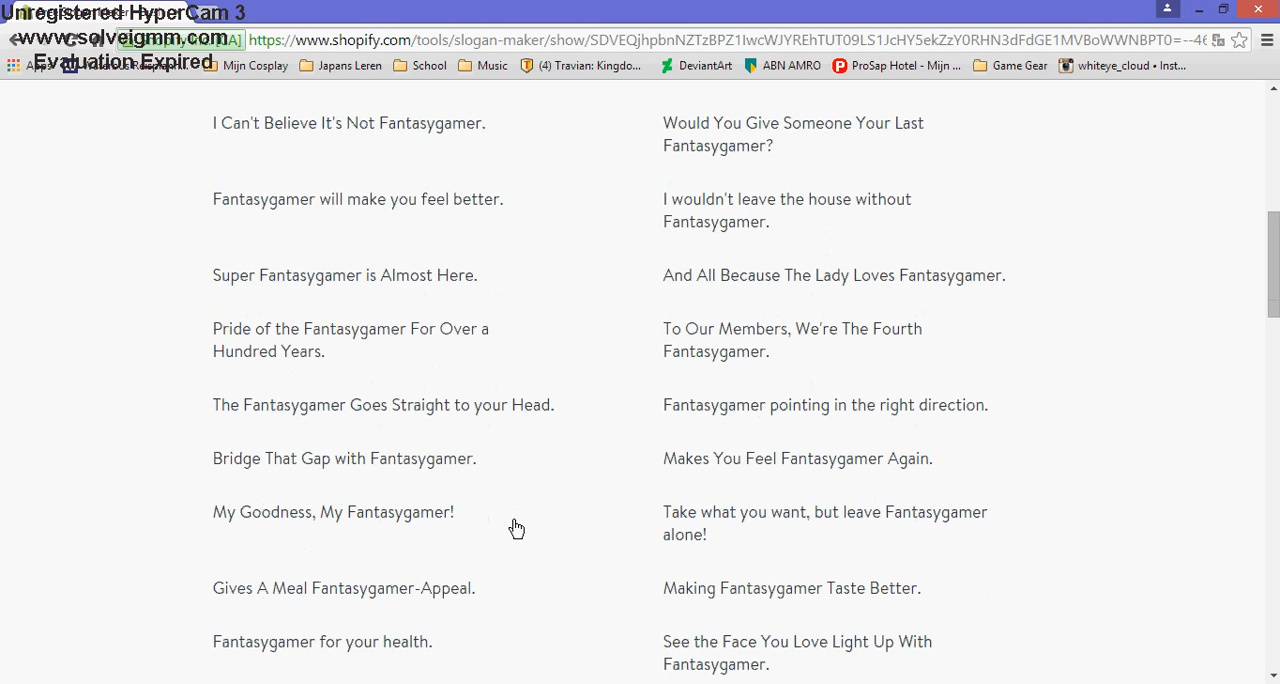 Unregistered HyperCam 3
www.solveigmm.com
Evaluation Expired
[CA] https://www.shopify.com/tools/slogan-maker/show/
Mijn Cosplay Japans Leren School Music (4) Travian: Kingdo... DeviantArt ABN AMRO ProSap Hotel - Mijn ... Game Gear whiteye_cloud • Inst...
I Can't Believe It's Not Fantasygamer.
Would You Give Someone Your Last
Fantasygamer?
Fantasygamer will make you feel better.
I wouldn't leave the house without
Fantasygamer.
Super Fantasygamer is Almost Here.
And All Because The Lady Loves Fantasygamer.
Pride of the Fantasygamer For Over a
Hundred Years.
To Our Members, We're The Fourth
Fantasygamer.
The Fantasygamer Goes Straight to your Head.
Fantasygamer pointing in the right direction.
Bridge That Gap with Fantasygamer.
Makes You Feel Fantasygamer Again.
My Goodness, My Fantasygamer!
Take what you want, but leave Fantasygamer
alone!
Gives A Meal Fantasygamer-Appeal.
Making Fantasygamer Taste Better.
Fantasygamer for your health.
See the Face You Love Light Up With
Fantasygamer.